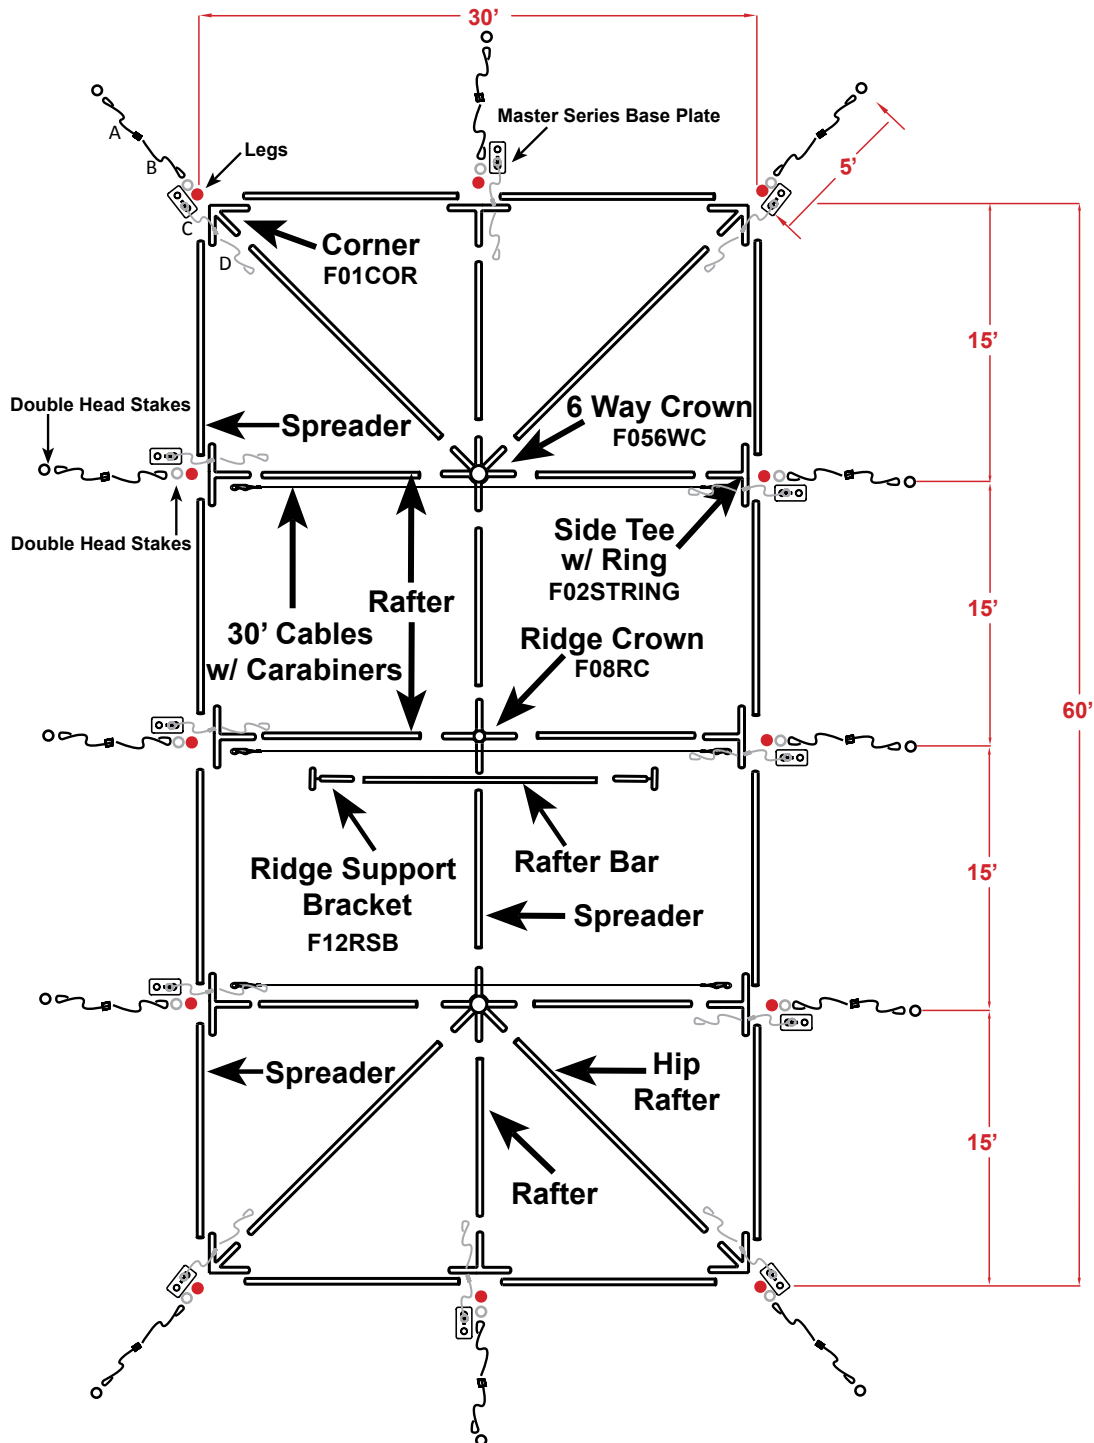 30’
Master Series Base Plate
A
B
Legs
5’
C
D
Corner
F01COR
15’
Double Head Stakes
Spreader
6 Way Crown
F056WC
Double Head Stakes
Side Tee
w/ Ring
F02STRING
Rafter
15’
30’ Cables
w/ Carabiners
Ridge Crown
F08RC
60’
Ridge Support
Bracket
F12RSB
Rafter Bar
15’
Spreader
Spreader
Hip
Rafter
15’
Rafter